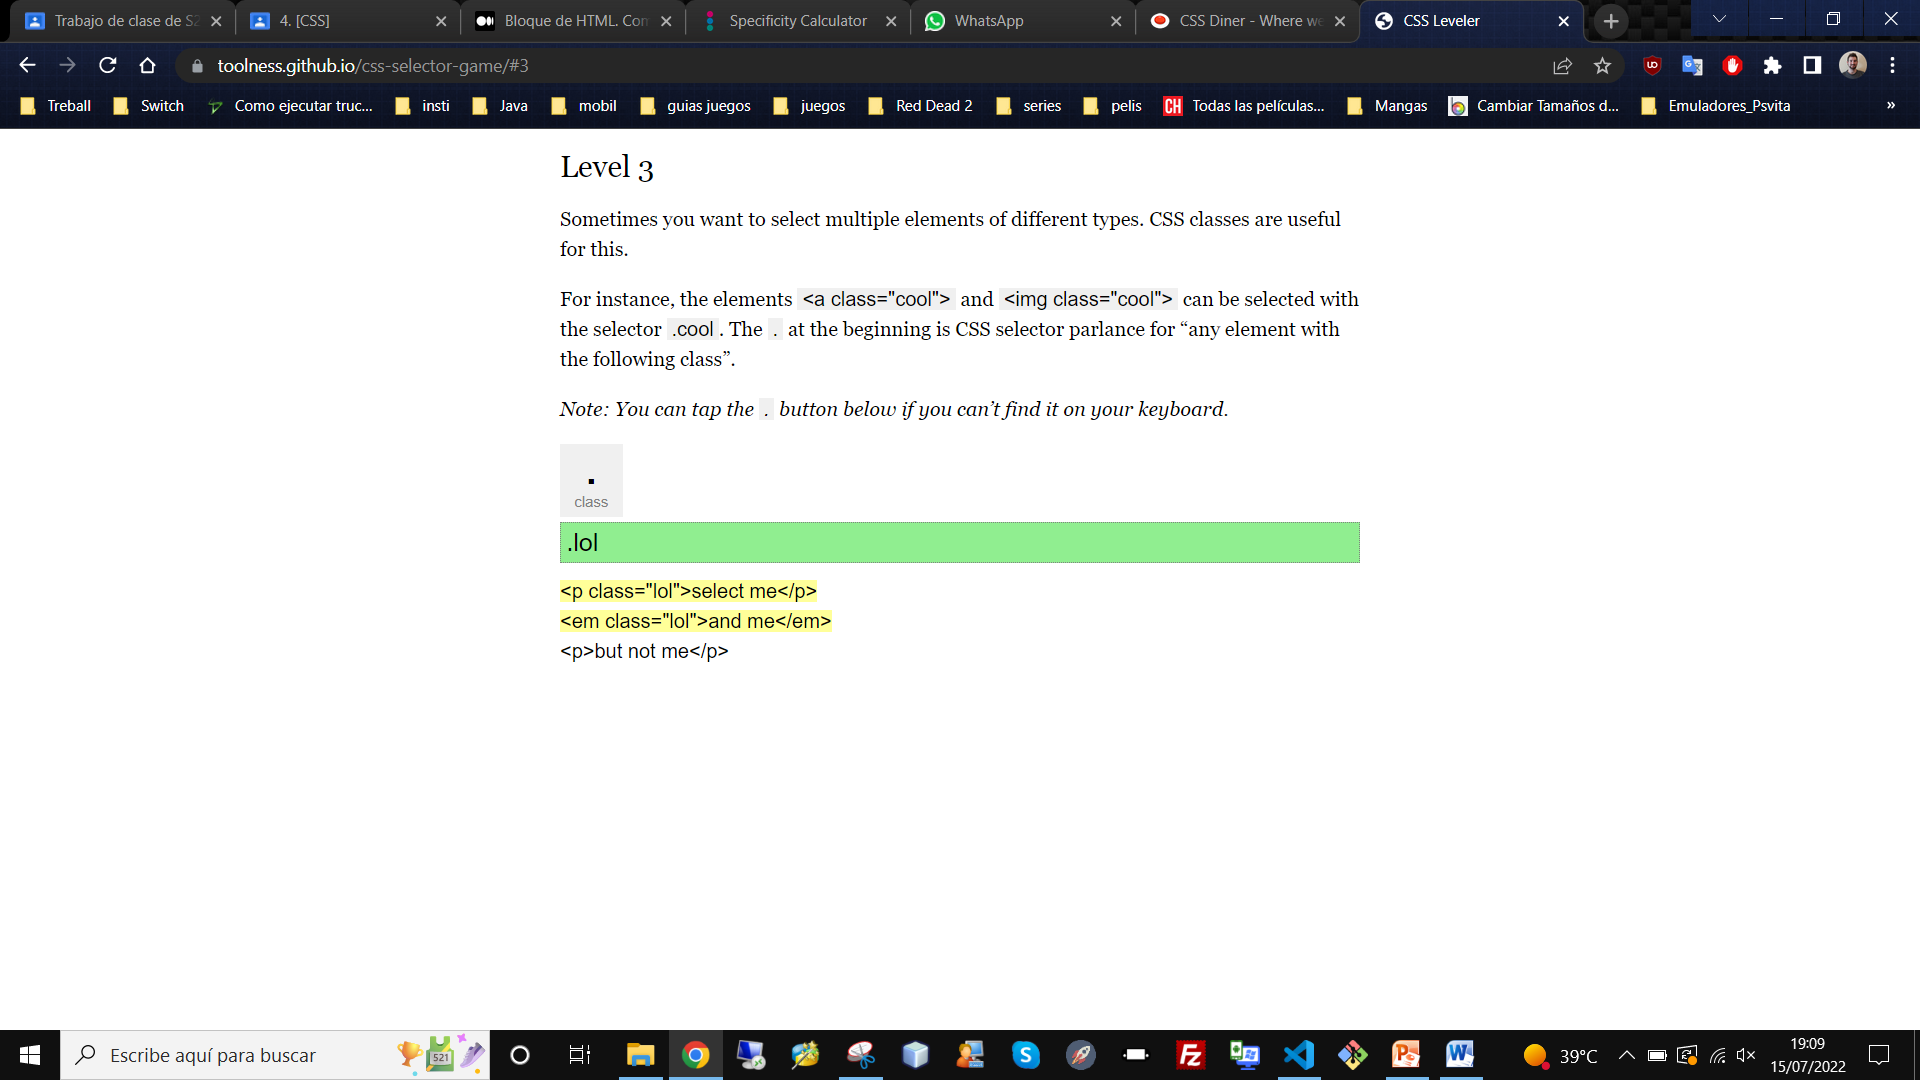 Trabajo de clase de S2
4. [CSS]
Bloque de HTML. Con
Specificity Calculator
WhatsApp
CSS Diner - Where we
CSS Leveler
toolness.github.io/css-selector-game/#3
Treball
Switch
Como ejecutar truc...
insti
Java
mobil
guias juegos
juegos
Red Dead 2
series
pelis
CH Todas las películas...
Mangas
Cambiar Tamaños d...
Emuladores_Psvita
»
Level 3
Sometimes you want to select multiple elements of different types. CSS classes are useful
for this.
For instance, the elements <a class="cool"> and <img class="cool"> can be selected with
the selector .cool. The . at the beginning is CSS selector parlance for “any element with
the following class”.
Note: You can tap the . button below if you can’t find it on your keyboard.
.
class
.lol
<p class="lol">select me</p>
<em class="lol">and me</em>
<p>but not me</p>
Escribe aquí para buscar
521
39°C
19:09
15/07/2022